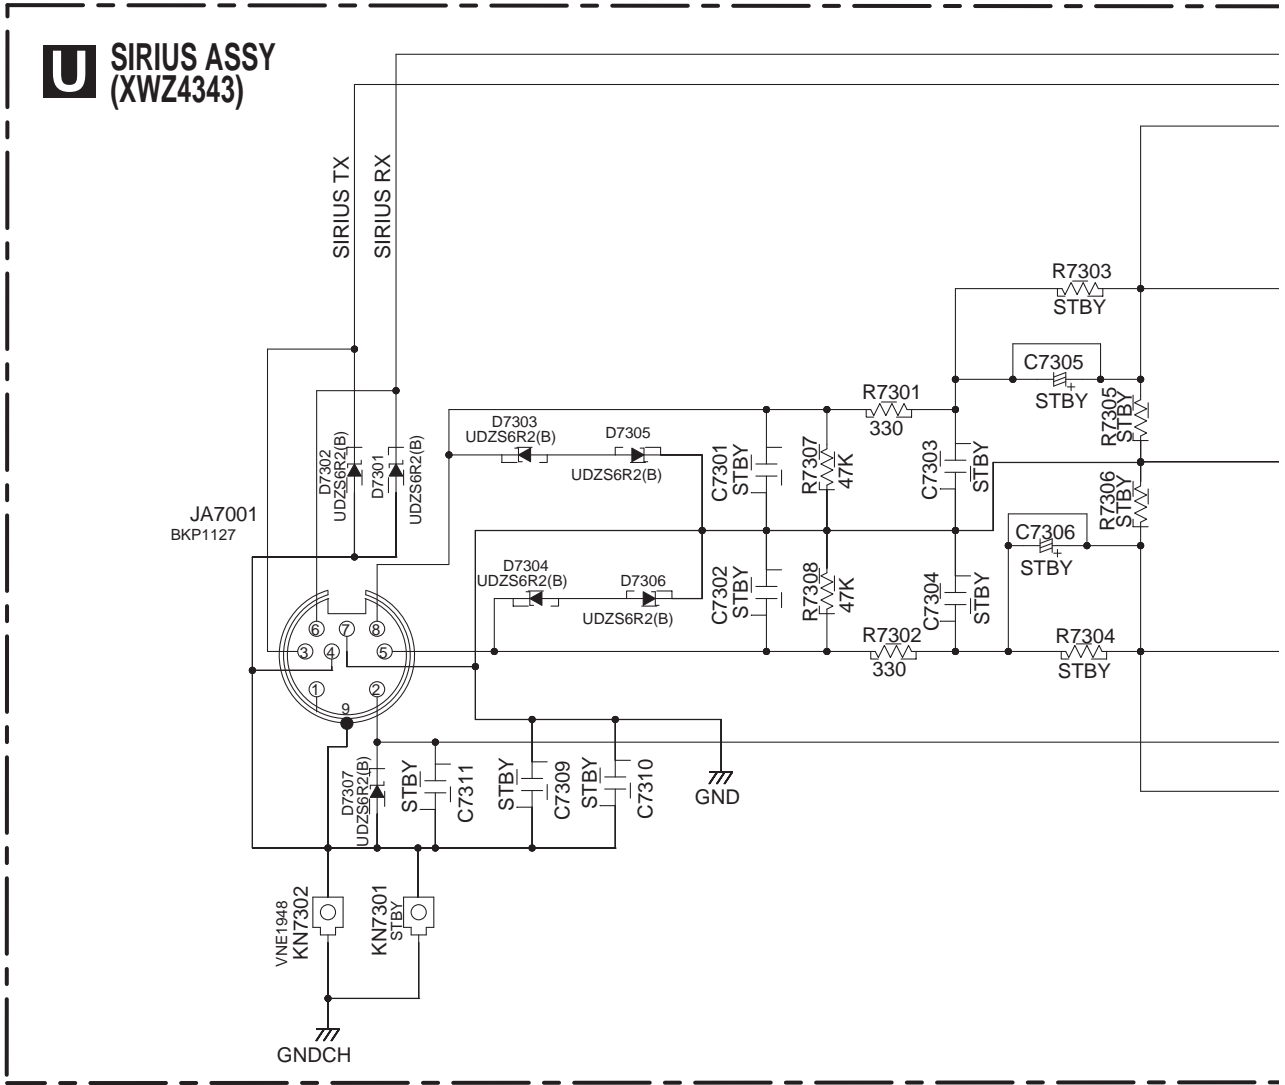 U
SIRIUS ASSY
(XWZ4343)
SIRIUS TX
SIRIUS RX
R7303
STBY
C7305
STBY
R7305
STBY
R7301
330
D7303
UDZS6R2(B)
D7305
UDZS6R2(B)
D7302
UDZS6R2(B)
D7301
UDZS6R2(B)
C7301
STBY
R7307
47K
C7303
STBY
R7306
STBY
JA7001
BKP1127
C7306
STBY
D7304
UDZS6R2(B)
D7306
UDZS6R2(B)
C7302
STBY
R7308
47K
C7304
STBY
R7302
330
R7304
STBY
6
7
8
3
4
5
1
2
9
D7307
UDZS6R2(B)
STBY
C7311
STBY
C7309
STBY
C7310
GND
VNE1948
KN7302
KN7301
STBY
GNDCH